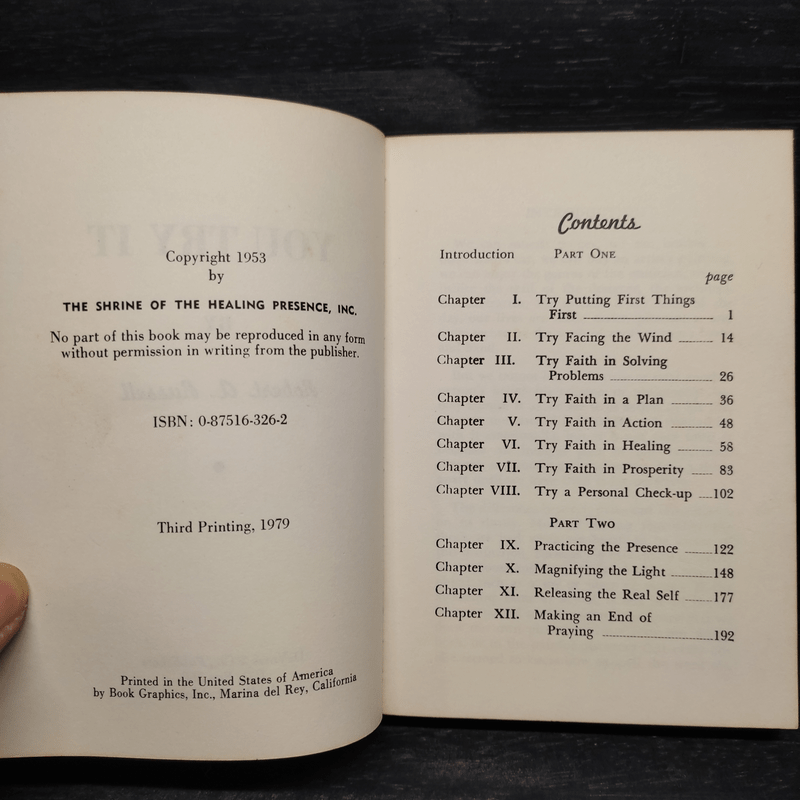 Copyright 1953
by
THE SHRINE OF THE HEALING PRESENCE, INC.
No part of this book may be reproduced in any form
without permission in writing from the publisher.
ISBN: 0-87516-326-2
Third Printing, 1979
Printed in the United States of America
by Book Graphics, Inc., Marina del Rey, California
Contents
Introduction PART ONE
page
Chapter I. Try Putting First Things
First 1
Chapter II. Try Facing the Wind 14
Chapter III. Try Faith in Solving
Problems 26
Chapter IV. Try Faith in a Plan 36
Chapter V. Try Faith in Action 48
Chapter VI. Try Faith in Healing 58
Chapter VII. Try Faith in Prosperity 83
Chapter VIII. Try a Personal Check-up 102
PART TWO
Chapter IX. Practicing the Presence 122
Chapter X. Magnifying the Light 148
Chapter XI. Releasing the Real Self 177
Chapter XII. Making an End of
Praying 192